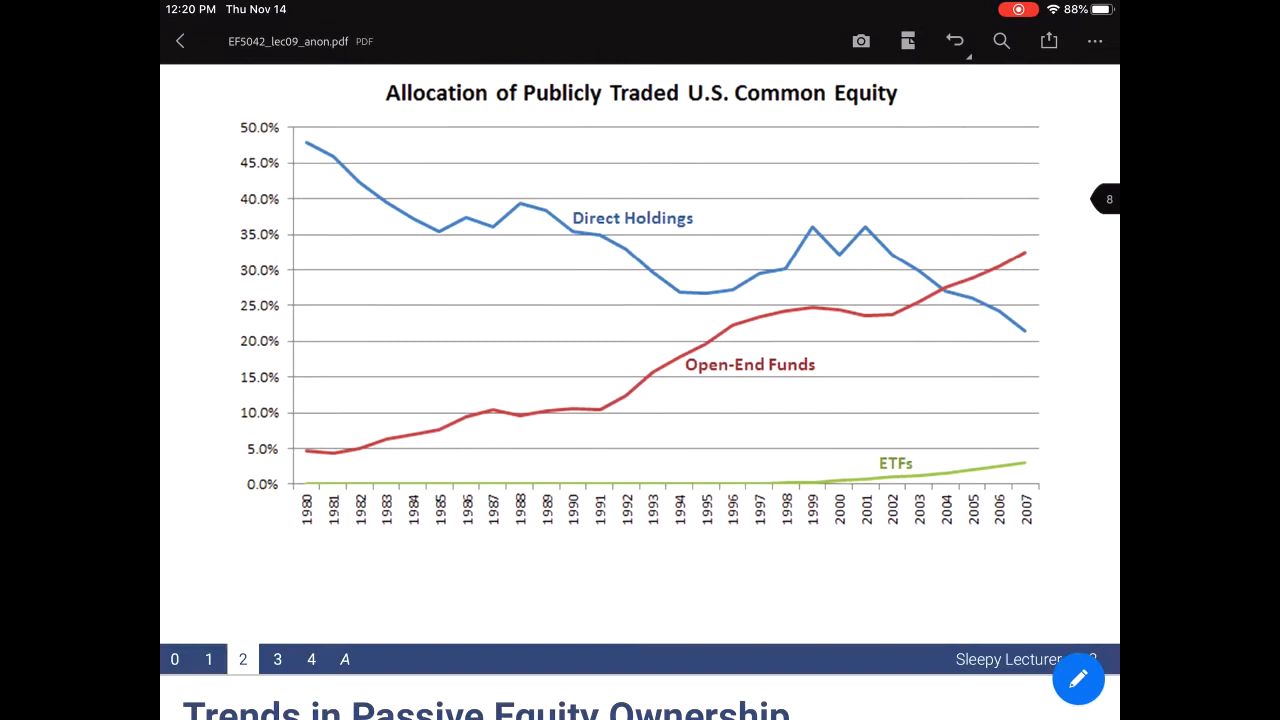 12:20 PM Thu Nov 14 88%
EF5042_lec09_anon.pdf PDF
Allocation of Publicly Traded U.S. Common Equity
50.0%
45.0%
40.0%
8
Direct Holdings
35.0%
30.0%
25.0%
20.0%
Open-End Funds
15.0%
10.0%
5.0%
ETFs
0.0%
1980 1981 1982 1983 1984 1985 1986 1987 1988 1989 1990 1991 1992 1993 1994 1995 1996 1997 1998 1999 2000 2001 2002 2003 2004 2005 2006 2007
0 1 2 3 4 A Sleepy Lecturer
Trends in Passive Equity Ownership